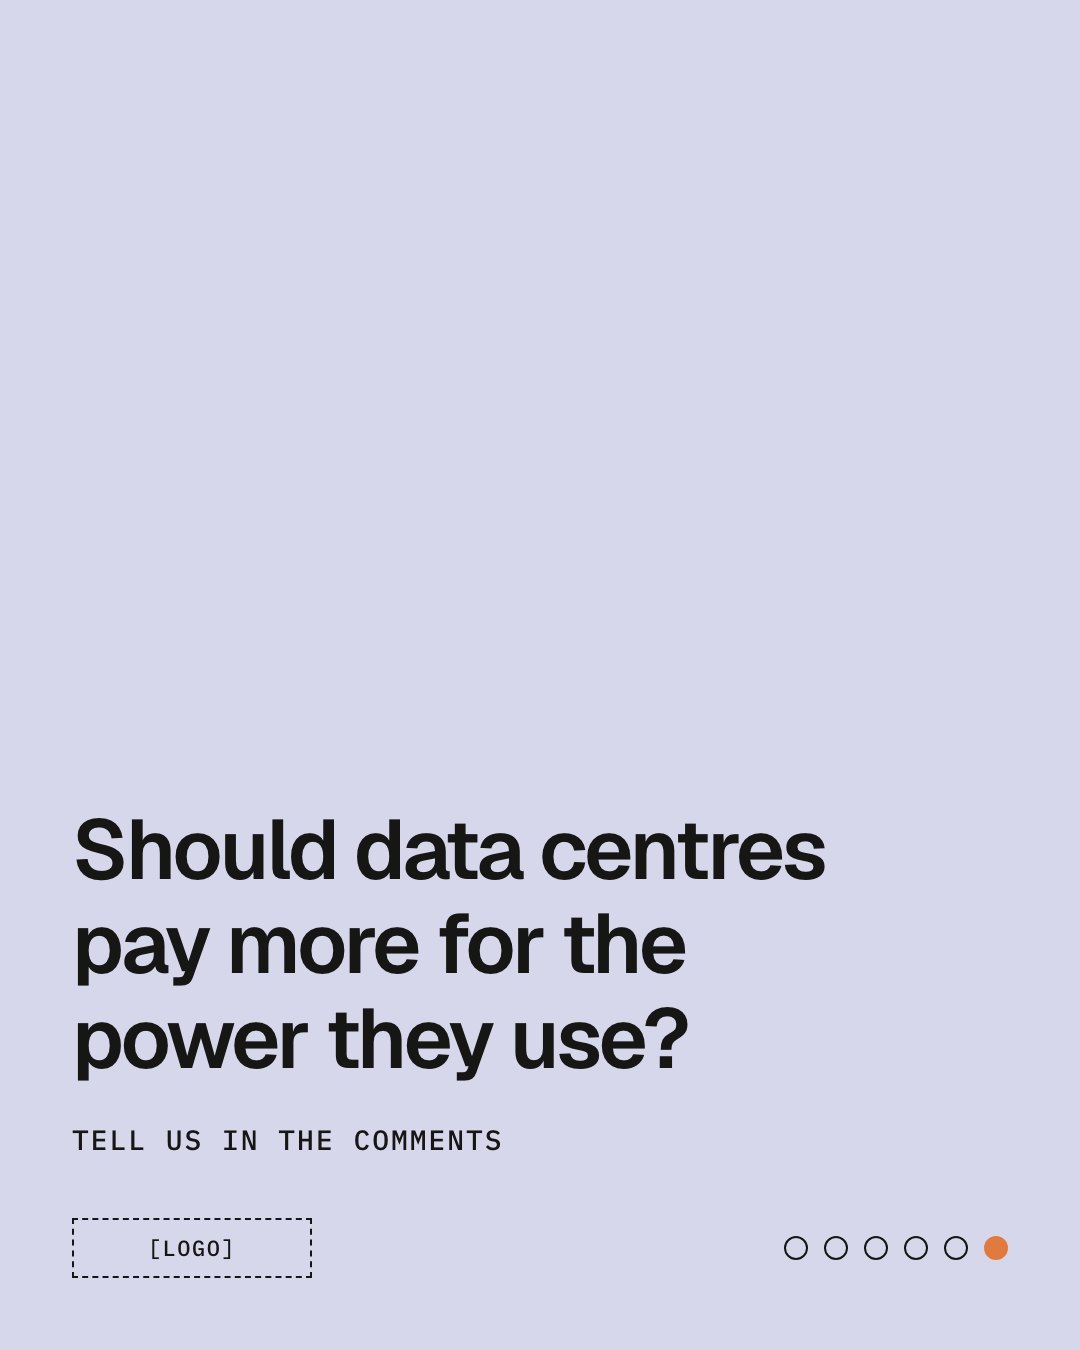 Should data centres
pay more for the
power they use?
TELL US IN THE COMMENTS
[LOGO]